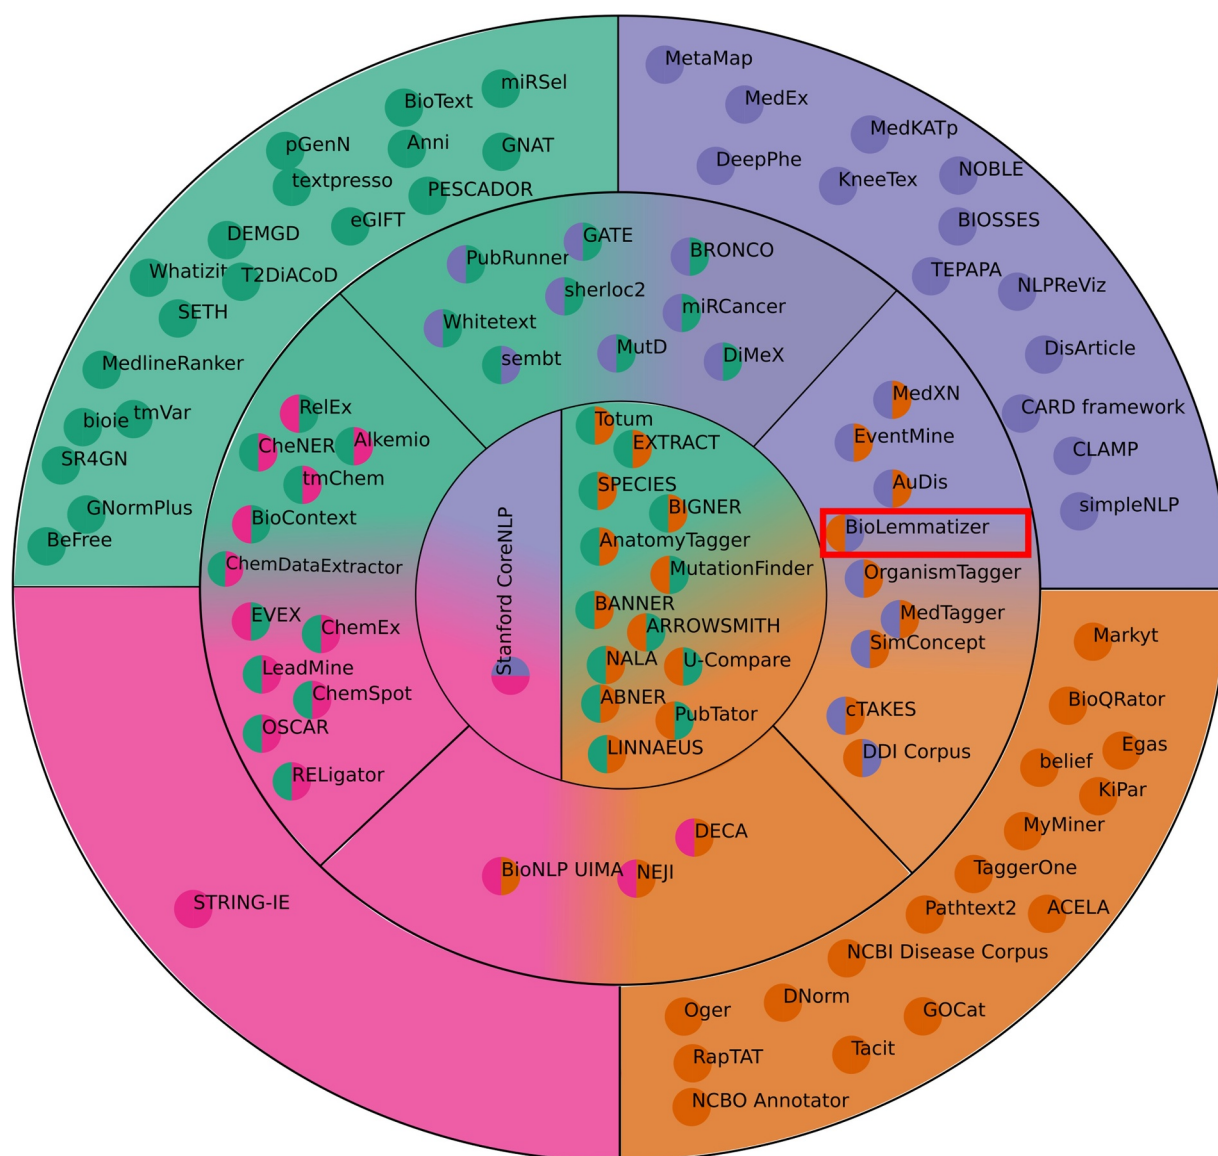 miRSel
BioText
pGenN
Anni
GNAT
textpresso
PESCADOR
eGIFT
DEMGD
Whatizit
T2DiACoD
SETH
MedlineRanker
bioie
tmVar
SR4GN
GNormPlus
BeFree
MetaMap
MedEx
MedKATp
DeepPhe
KneeTex
NOBLE
BIOSSES
TEPAPA
NLPReViz
DisArticle
CARD framework
CLAMP
simpleNLP
GATE
PubRunner
BRONCO
sherloc2
miRCancer
Whitetext
MutD
sembt
DiMeX
RelEx
CheNER
Alkemio
tmChem
BioContext
ChemDataExtractor
EVEX
ChemEx
LeadMine
ChemSpot
OSCAR
RELigator
Stanford CoreNLP
Totum
EXTRACT
SPECIES
BIGNER
AnatomyTagger
MutationFinder
BANNER
ARROWSMITH
NALA
U-Compare
ABNER
PubTator
LINNAEUS
MedXN
EventMine
AuDis
BioLemmatizer
OrganismTagger
MedTagger
SimConcept
cTAKES
DDI Corpus
DECA
BioNLP UIMA
NEJI
STRING-IE
Markyt
BioQRator
Egas
belief
KiPar
MyMiner
TaggerOne
Pathtext2
ACELA
NCBI Disease Corpus
DNorm
Oger
GOCat
Tacit
RapTAT
NCBO Annotator